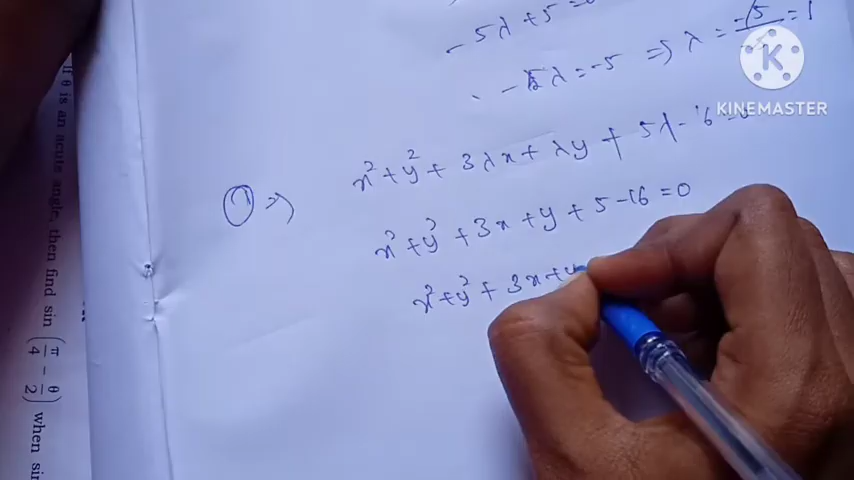 -5λ+5=0
-5λ=-5 ⇒ λ= -5/-5 =1
① ⇒ x²+y²+3λx+λy+5λ-16=0
x²+y²+3x+y+5-16=0
x²+y²+3x+y
K
KINEMASTER
If θ is an acute angle, then find sin (π/4 - θ/2) when sin